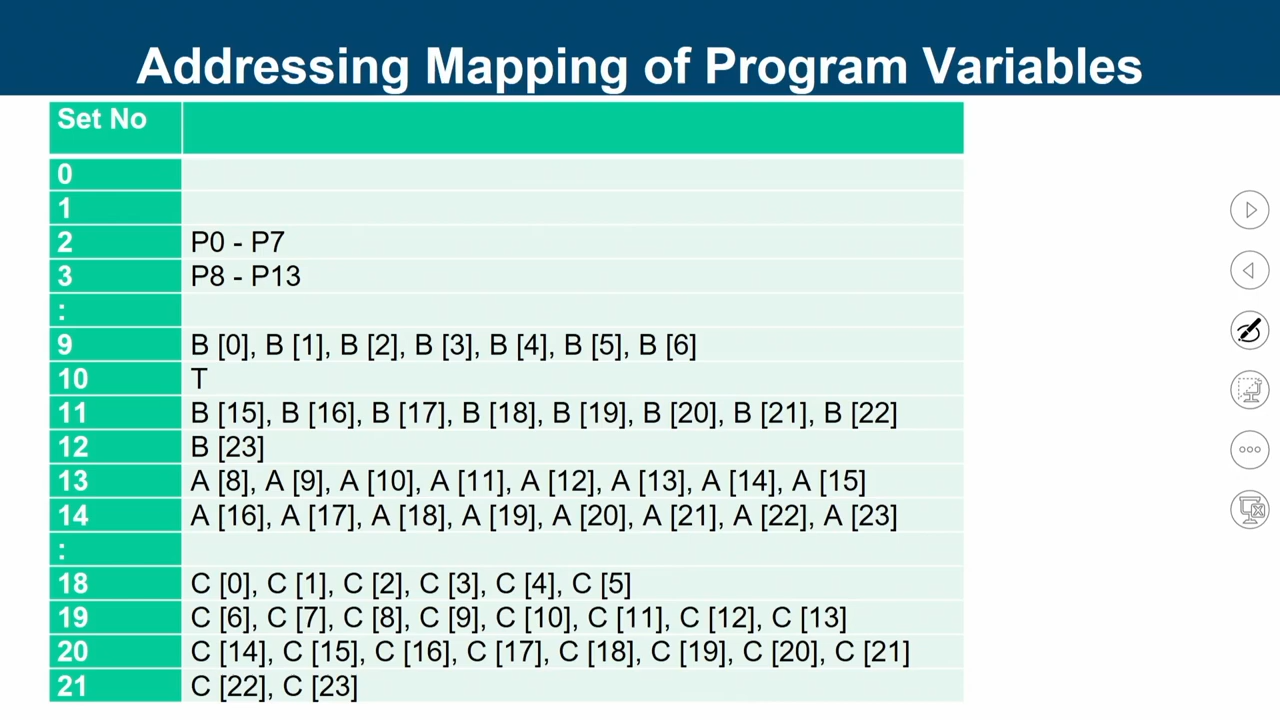 Addressing Mapping of Program Variables
Set No
0
1
2 P0 - P7
3 P8 - P13
:
9 B [0], B [1], B [2], B [3], B [4], B [5], B [6]
10 T
11 B [15], B [16], B [17], B [18], B [19], B [20], B [21], B [22]
12 B [23]
13 A [8], A [9], A [10], A [11], A [12], A [13], A [14], A [15]
14 A [16], A [17], A [18], A [19], A [20], A [21], A [22], A [23]
:
18 C [0], C [1], C [2], C [3], C [4], C [5]
19 C [6], C [7], C [8], C [9], C [10], C [11], C [12], C [13]
20 C [14], C [15], C [16], C [17], C [18], C [19], C [20], C [21]
21 C [22], C [23]